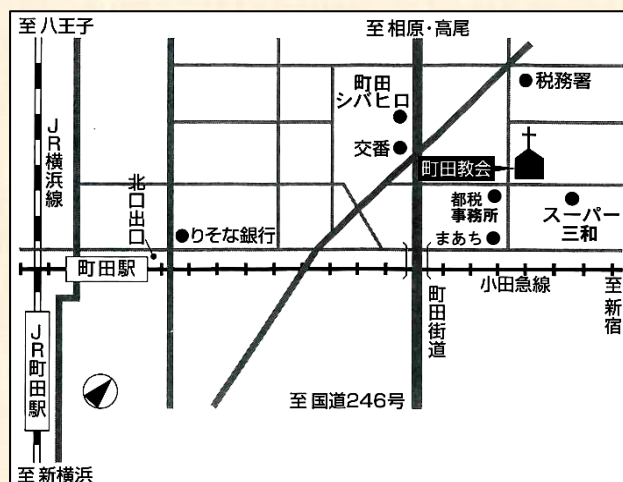 至 八王子
至 相原・高尾
町田
シバヒロ
税務署
交番
町田教会
JR横浜線
北口出口
都税
事務所
スーパー
三和
りそな銀行
まあち
町田駅
小田急線
至 新宿
町田街道
JR町田駅
至 国道246号
至 新横浜